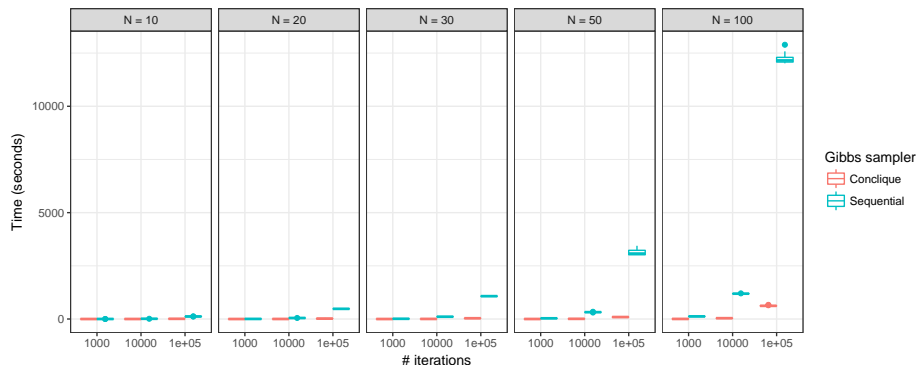 N = 10
N = 20
N = 30
N = 50
N = 100
10000
5000
0
Time (seconds)
1000 10000 1e+05
1000 10000 1e+05
1000 10000 1e+05
1000 10000 1e+05
1000 10000 1e+05
# iterations
Gibbs sampler
Conclique
Sequential